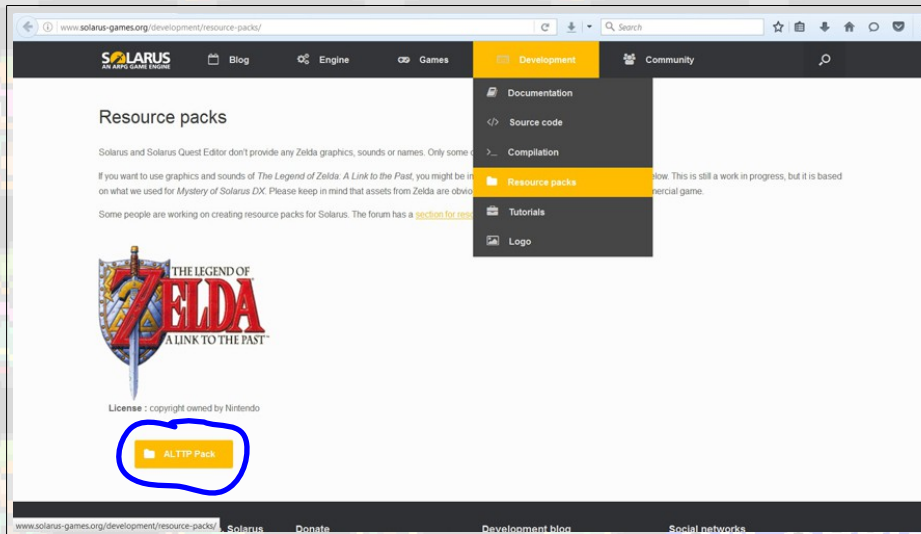 www.solarus-games.org/development/resource-packs/
Search
SOLARUS
AN ARPG GAME ENGINE
Blog
Engine
Games
Development
Community
Documentation
Source code
Compilation
Resource packs
Tutorials
Logo
Resource packs
Solarus and Solarus Quest Editor don't provide any Zelda graphics, sounds or names. Only some
If you want to use graphics and sounds of The Legend of Zelda: A Link to the Past, you might be in
low. This is still a work in progress, but it is based
on what we used for Mystery of Solarus DX. Please keep in mind that assets from Zelda are obvio
mercial game.
Some people are working on creating resource packs for Solarus. The forum has a section for reso
THE LEGEND OF
ZELDA
A LINK TO THE PAST
License : copyright owned by Nintendo
ALTTP Pack
www.solarus-games.org/development/resource-packs/
Solarus
Donate
Development blog
Social networks